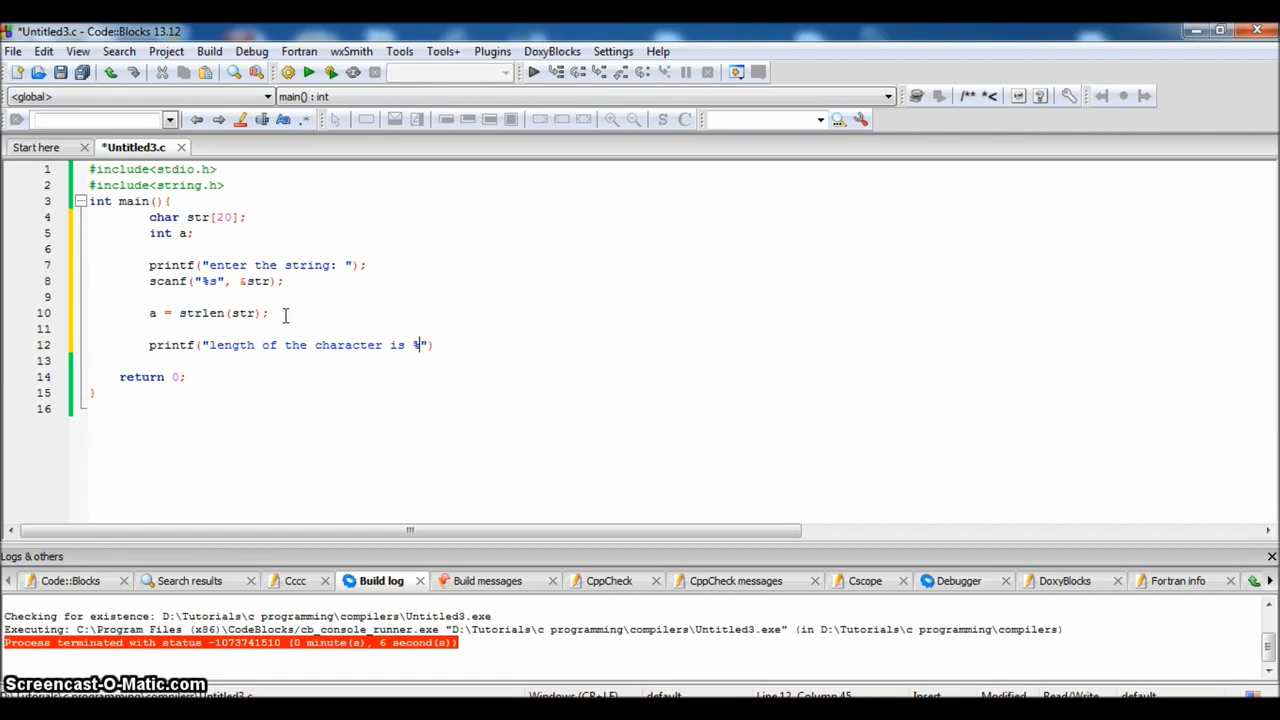 *Untitled3.c - Code::Blocks 13.12
File Edit View Search Project Build Debug Fortran wxSmith Tools Tools+ Plugins DoxyBlocks Settings Help
<global> main() : int
/** *<
S C
Start here *Untitled3.c
1 #include<stdio.h>
2 #include<string.h>
3 int main(){
4 char str[20];
5 int a;
6
7 printf("enter the string: ");
8 scanf("%s", &str);
9
10 a = strlen(str);
11
12 printf("length of the character is %")
13
14 return 0;
15 }
16
Logs & others
Code::Blocks Search results Cccc Build log Build messages CppCheck CppCheck messages Cscope Debugger DoxyBlocks Fortran info
Checking for existence: D:\Tutorials\c programming\compilers\Untitled3.exe
Executing: C:\Program Files (x86)\CodeBlocks/cb_console_runner.exe "D:\Tutorials\c programming\compilers\Untitled3.exe" (in D:\Tutorials\c programming\compilers)
Process terminated with status -1073741510 (0 minute(s), 6 second(s))
Screencast-O-Matic.com
D:\Tutorials\c programming\compilers\Untitled3.c Windows (CR+LF) default Line 12, Column 45 Insert Modified Read/Write default